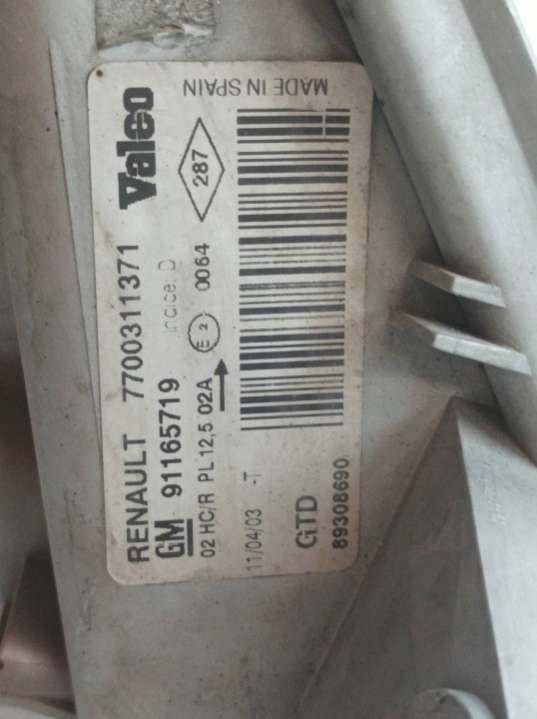 RENAULT 7700311371 Valeo
GM 91165719 Indice: D
287
02 HC/R PL 12,5 02A E 2 0064
11/04/03 -T
GTD
89308690
MADE IN SPAIN